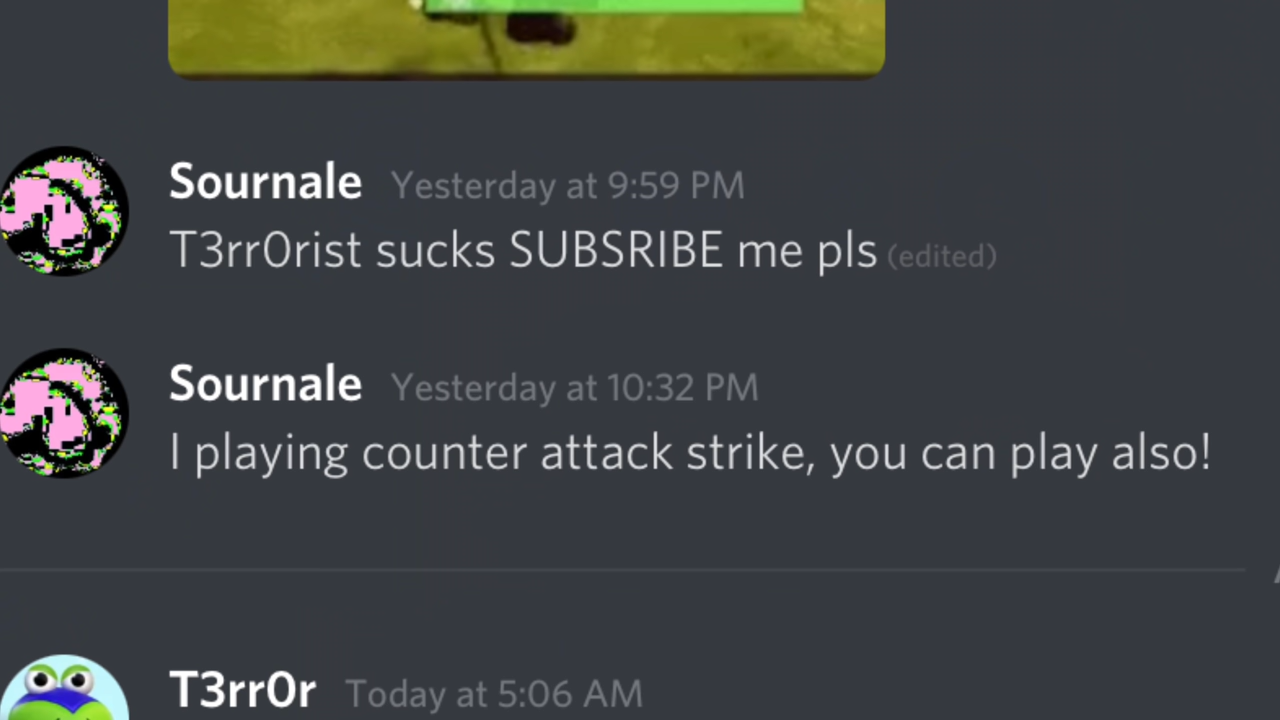 Sournale Yesterday at 9:59 PM
T3rr0rist sucks SUBSRIBE me pls (edited)
Sournale Yesterday at 10:32 PM
I playing counter attack strike, you can play also!
T3rr0r Today at 5:06 AM